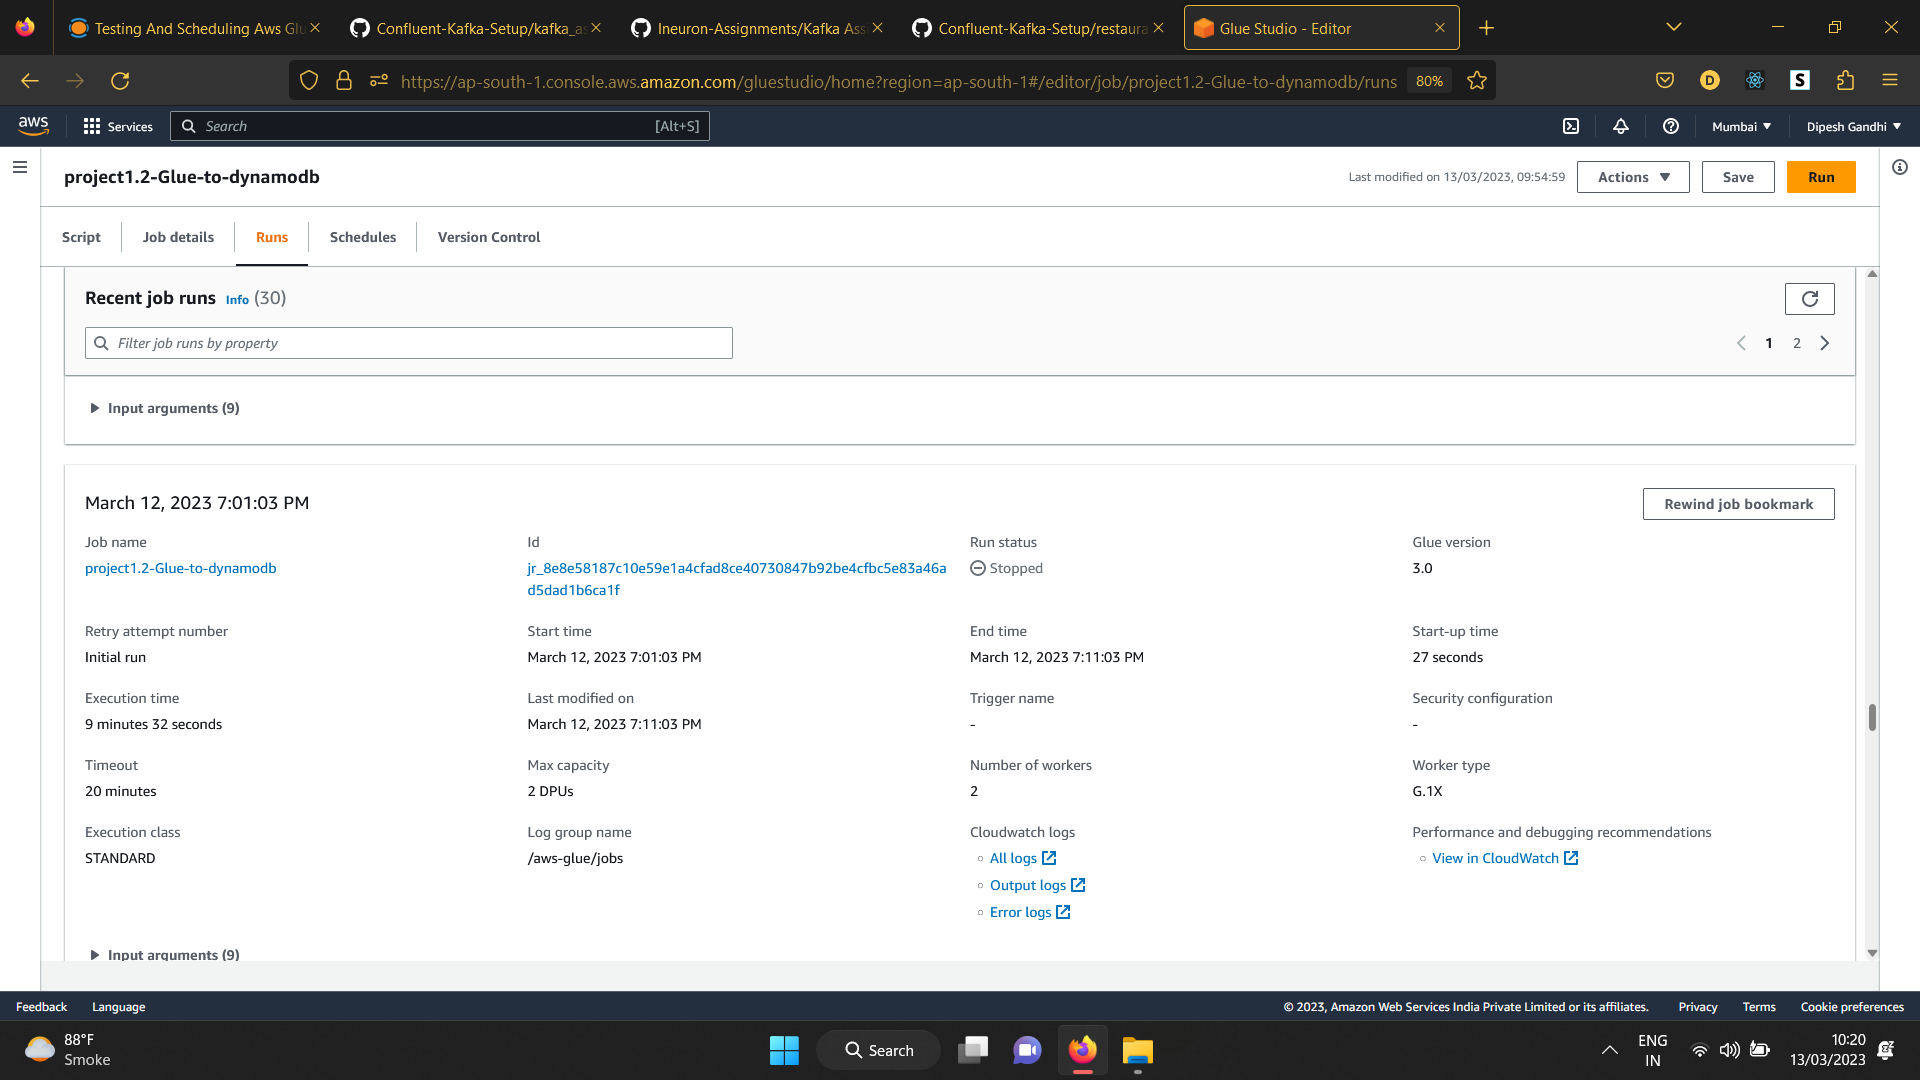 Testing And Scheduling Aws Glu
Confluent-Kafka-Setup/kafka_as
Ineuron-Assignments/Kafka Assi
Confluent-Kafka-Setup/restaura
Glue Studio - Editor
https://ap-south-1.console.aws.amazon.com/gluestudio/home?region=ap-south-1#/editor/job/project1.2-Glue-to-dynamodb/runs
80%
D
S
aws
Services
Search
[Alt+S]
Mumbai
Dipesh Gandhi
project1.2-Glue-to-dynamodb
Last modified on 13/03/2023, 09:54:59
Actions
Save
Run
Script
Job details
Runs
Schedules
Version Control
Recent job runs Info (30)
Filter job runs by property
1
2
Input arguments (9)
March 12, 2023 7:01:03 PM
Rewind job bookmark
Job name
project1.2-Glue-to-dynamodb
Id
jr_8e8e58187c10e59e1a4cfad8ce40730847b92be4cfbc5e83a46a
d5dad1b6ca1f
Run status
Stopped
Glue version
3.0
Retry attempt number
Initial run
Start time
March 12, 2023 7:01:03 PM
End time
March 12, 2023 7:11:03 PM
Start-up time
27 seconds
Execution time
9 minutes 32 seconds
Last modified on
March 12, 2023 7:11:03 PM
Trigger name
-
Security configuration
-
Timeout
20 minutes
Max capacity
2 DPUs
Number of workers
2
Worker type
G.1X
Execution class
STANDARD
Log group name
/aws-glue/jobs
Cloudwatch logs
All logs
Output logs
Error logs
Performance and debugging recommendations
View in CloudWatch
Input arguments (9)
Feedback
Language
© 2023, Amazon Web Services India Private Limited or its affiliates.
Privacy
Terms
Cookie preferences
88°F
Smoke
Search
ENG
IN
10:20
13/03/2023